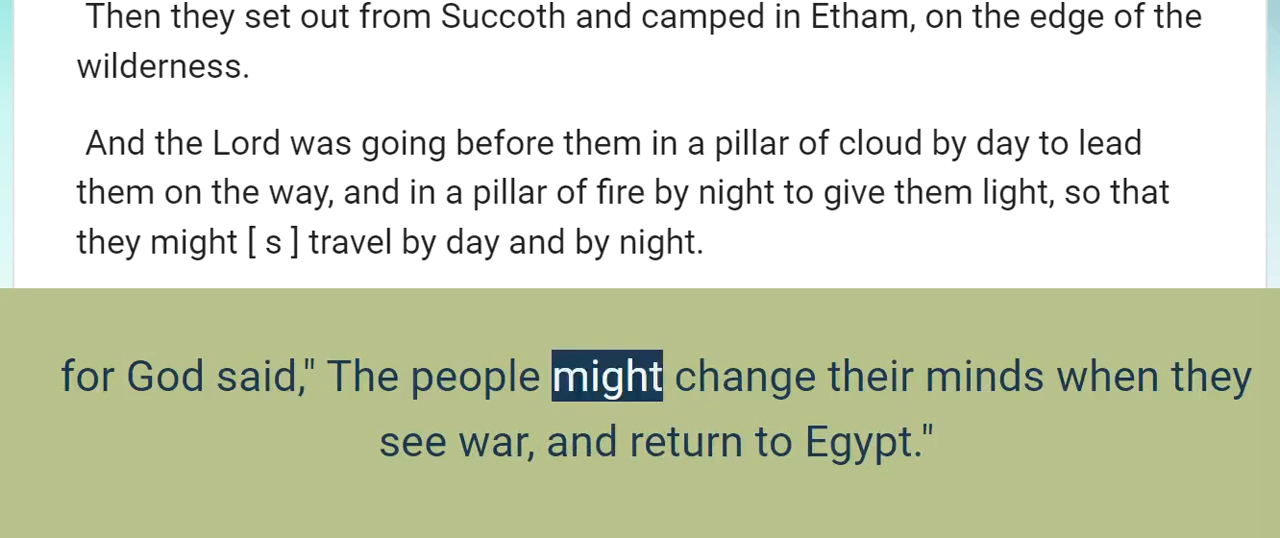 Then they set out from Succoth and camped in Etham, on the edge of the
wilderness.
And the Lord was going before them in a pillar of cloud by day to lead
them on the way, and in a pillar of fire by night to give them light, so that
they might [ s ] travel by day and by night.
for God said," The people might change their minds when they
see war, and return to Egypt."